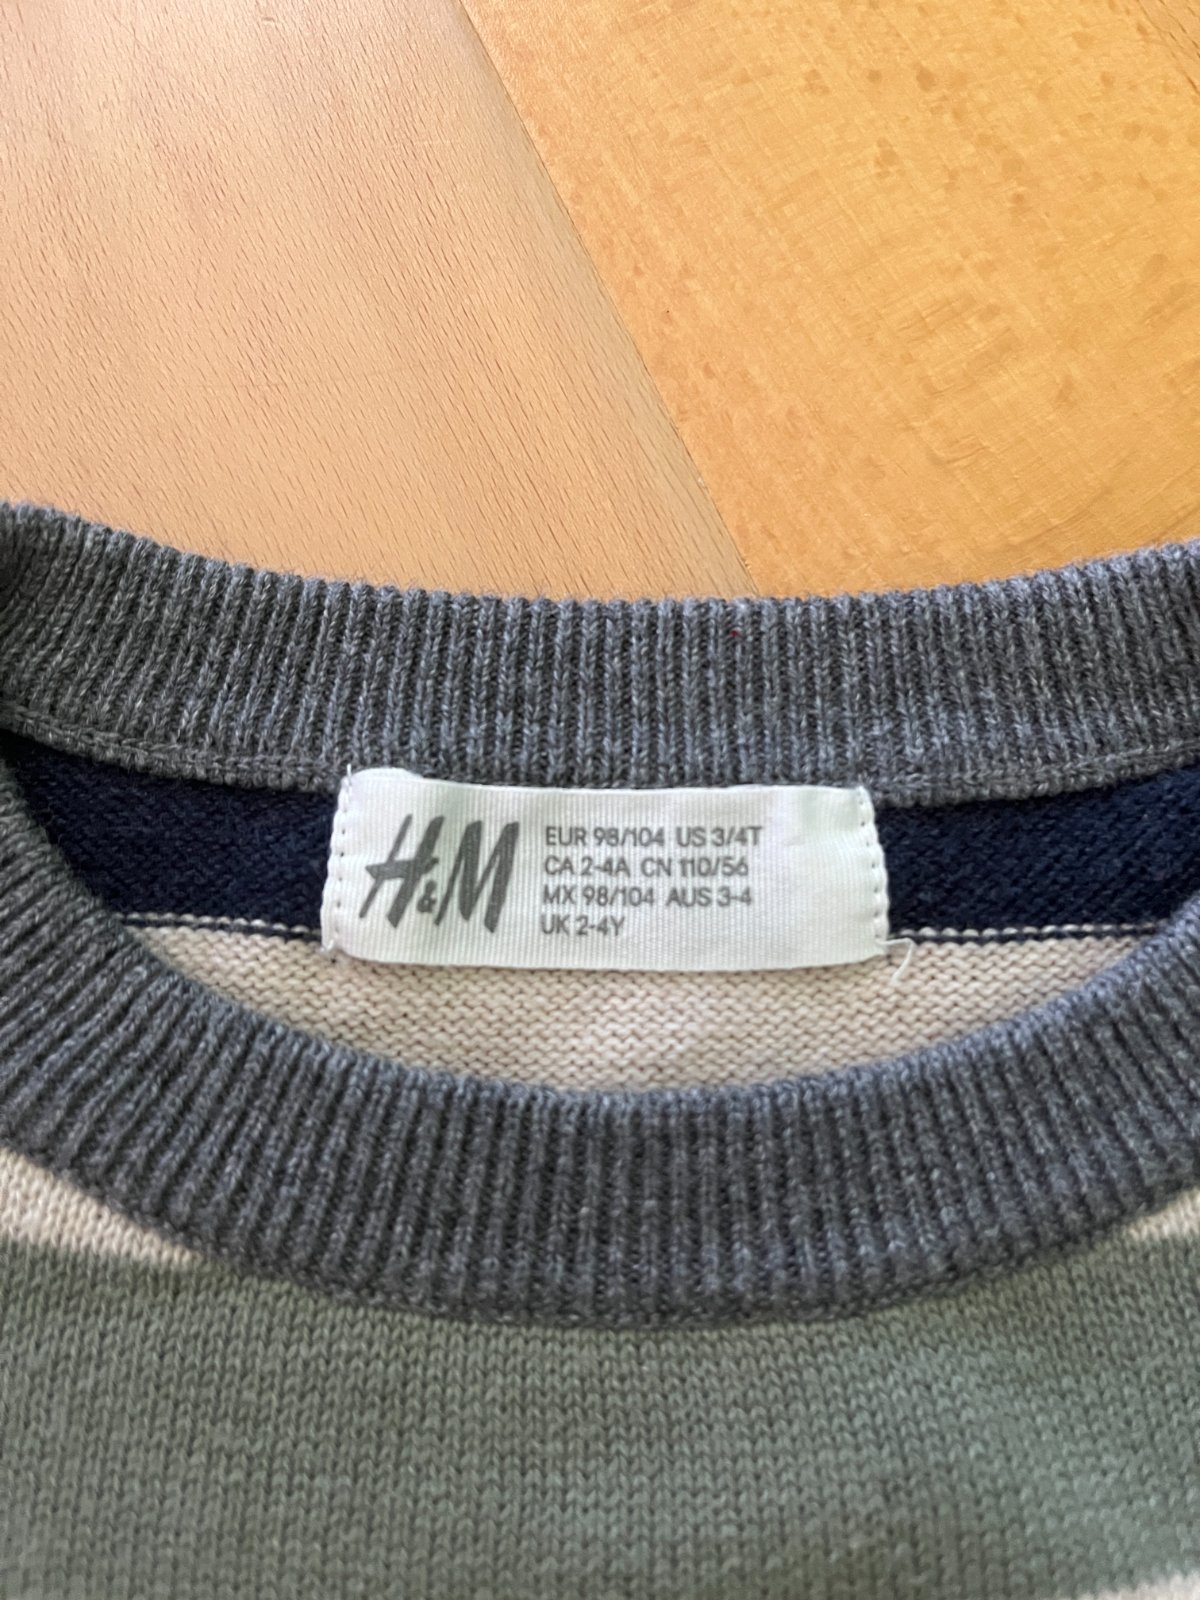 H&M
EUR 98/104 US 3/4T
CA 2-4A CN 110/56
MX 98/104 AUS 3-4
UK 2-4Y